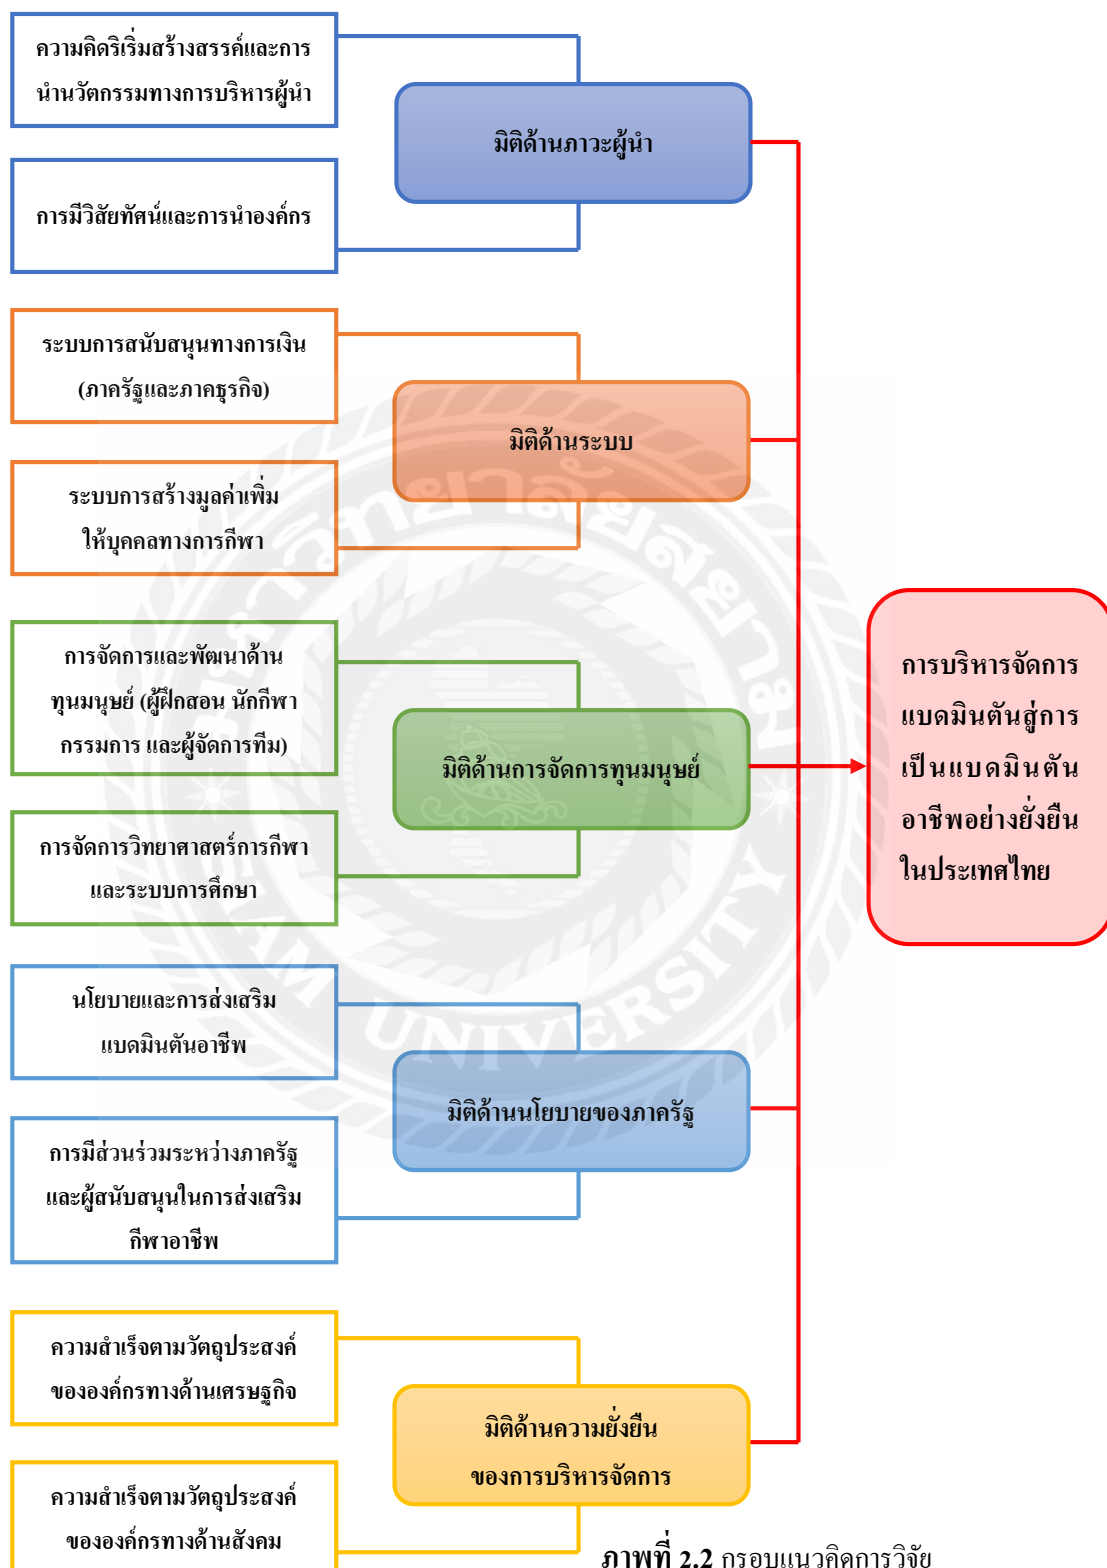 ความคิดริเริ่มสร้างสรรค์และการ
นำนวัตกรรมทางการบริหารผู้นำ
มิติด้านภาวะผู้นำ
การมีวิสัยทัศน์และการนำองค์กร
ระบบการสนับสนุนทางการเงิน
(ภาครัฐและภาคธุรกิจ)
มิติด้านระบบ
ระบบการสร้างมูลค่าเพิ่ม
ให้บุคคลทางการกีฬา
การจัดการและพัฒนาด้าน
ทุนมนุษย์ (ผู้ฝึกสอน นักกีฬา
กรรมการ และผู้จัดการทีม)
มิติด้านการจัดการทุนมนุษย์
การจัดการวิทยาศาสตร์การกีฬา
และระบบการศึกษา
นโยบายและการส่งเสริม
แบดมินตันอาชีพ
มิติด้านนโยบายของภาครัฐ
การมีส่วนร่วมระหว่างภาครัฐ
และผู้สนับสนุนในการส่งเสริม
กีฬาอาชีพ
ความสำเร็จตามวัตถุประสงค์
ขององค์กรทางด้านเศรษฐกิจ
มิติด้านความยั่งยืน
ของการบริหารจัดการ
ความสำเร็จตามวัตถุประสงค์
ขององค์กรทางด้านสังคม
การบริหารจัดการ
แบดมินตันสู่การ
เป็นแบดมินตัน
อาชีพอย่างยั่งยืน
ในประเทศไทย
มหาวิทยาลัยสยาม
SIAM UNIVERSITY
ภาพที่ 2.2 กรอบแนวคิดการวิจัย